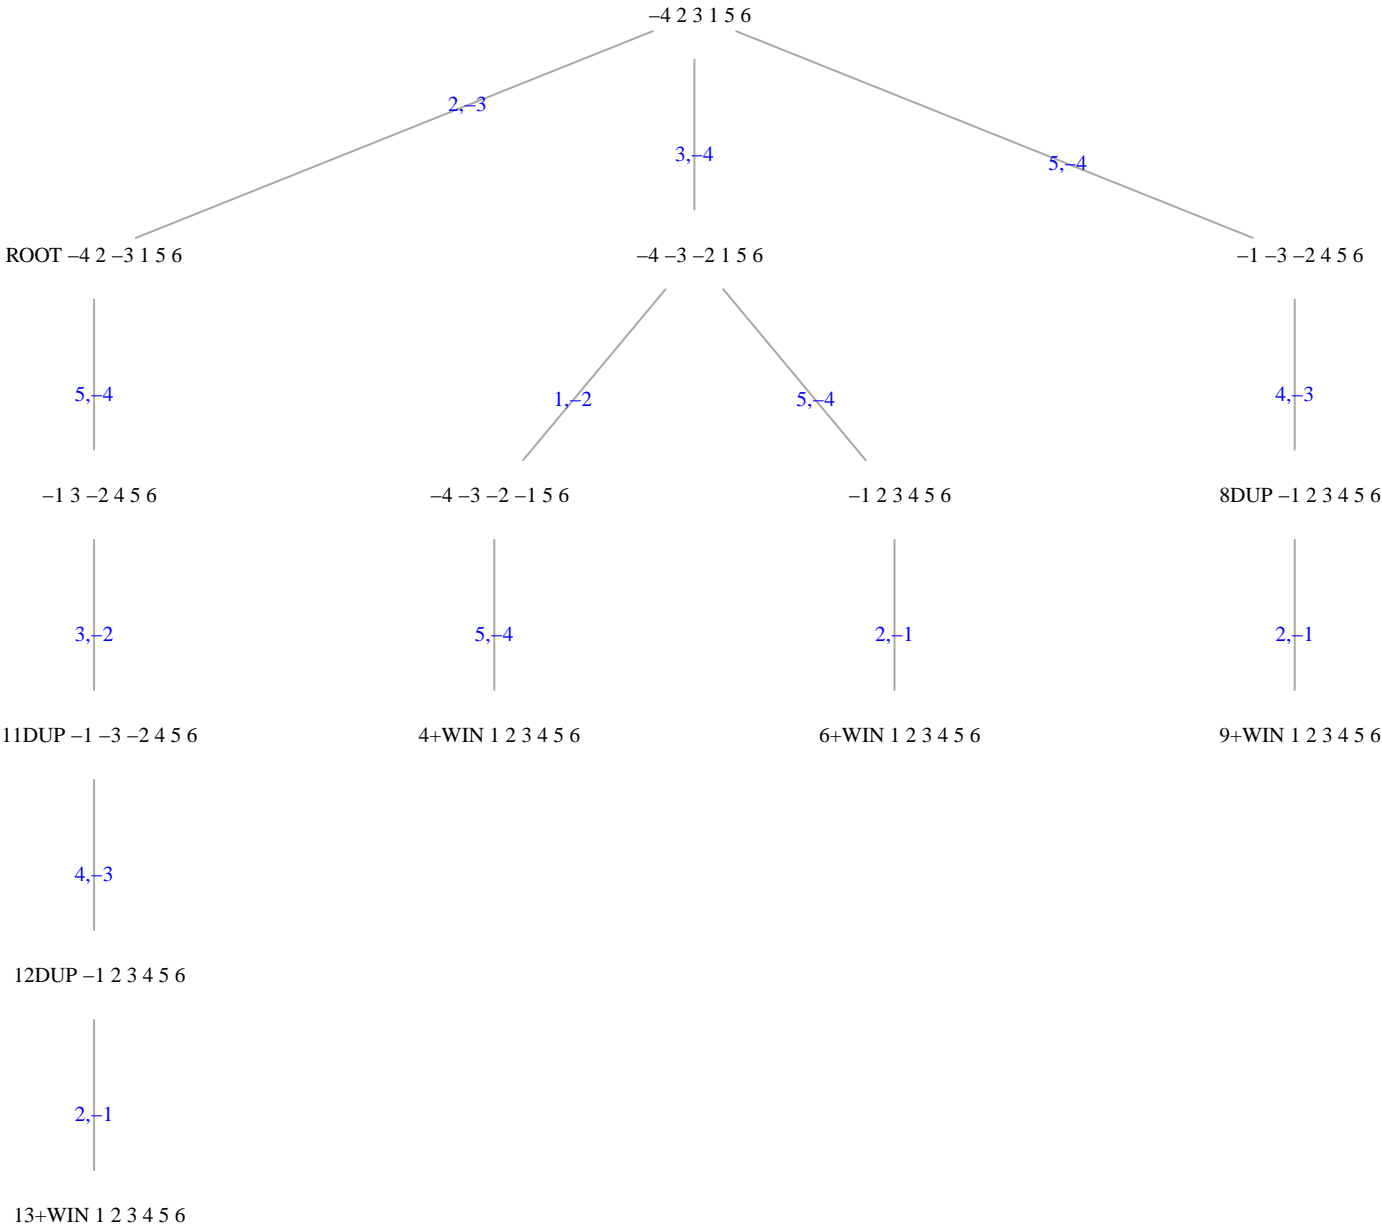 −4 2 3 1 5 6
2,−3
3,−4
5,−4
ROOT −4 2 −3 1 5 6
−4 −3 −2 1 5 6
−1 −3 −2 4 5 6
5,−4
1,−2
5,−4
4,−3
−1 3 −2 4 5 6
−4 −3 −2 −1 5 6
−1 2 3 4 5 6
8DUP −1 2 3 4 5 6
3,−2
5,−4
2,−1
2,−1
11DUP −1 −3 −2 4 5 6
4+WIN 1 2 3 4 5 6
6+WIN 1 2 3 4 5 6
9+WIN 1 2 3 4 5 6
4,−3
12DUP −1 2 3 4 5 6
2,−1
13+WIN 1 2 3 4 5 6